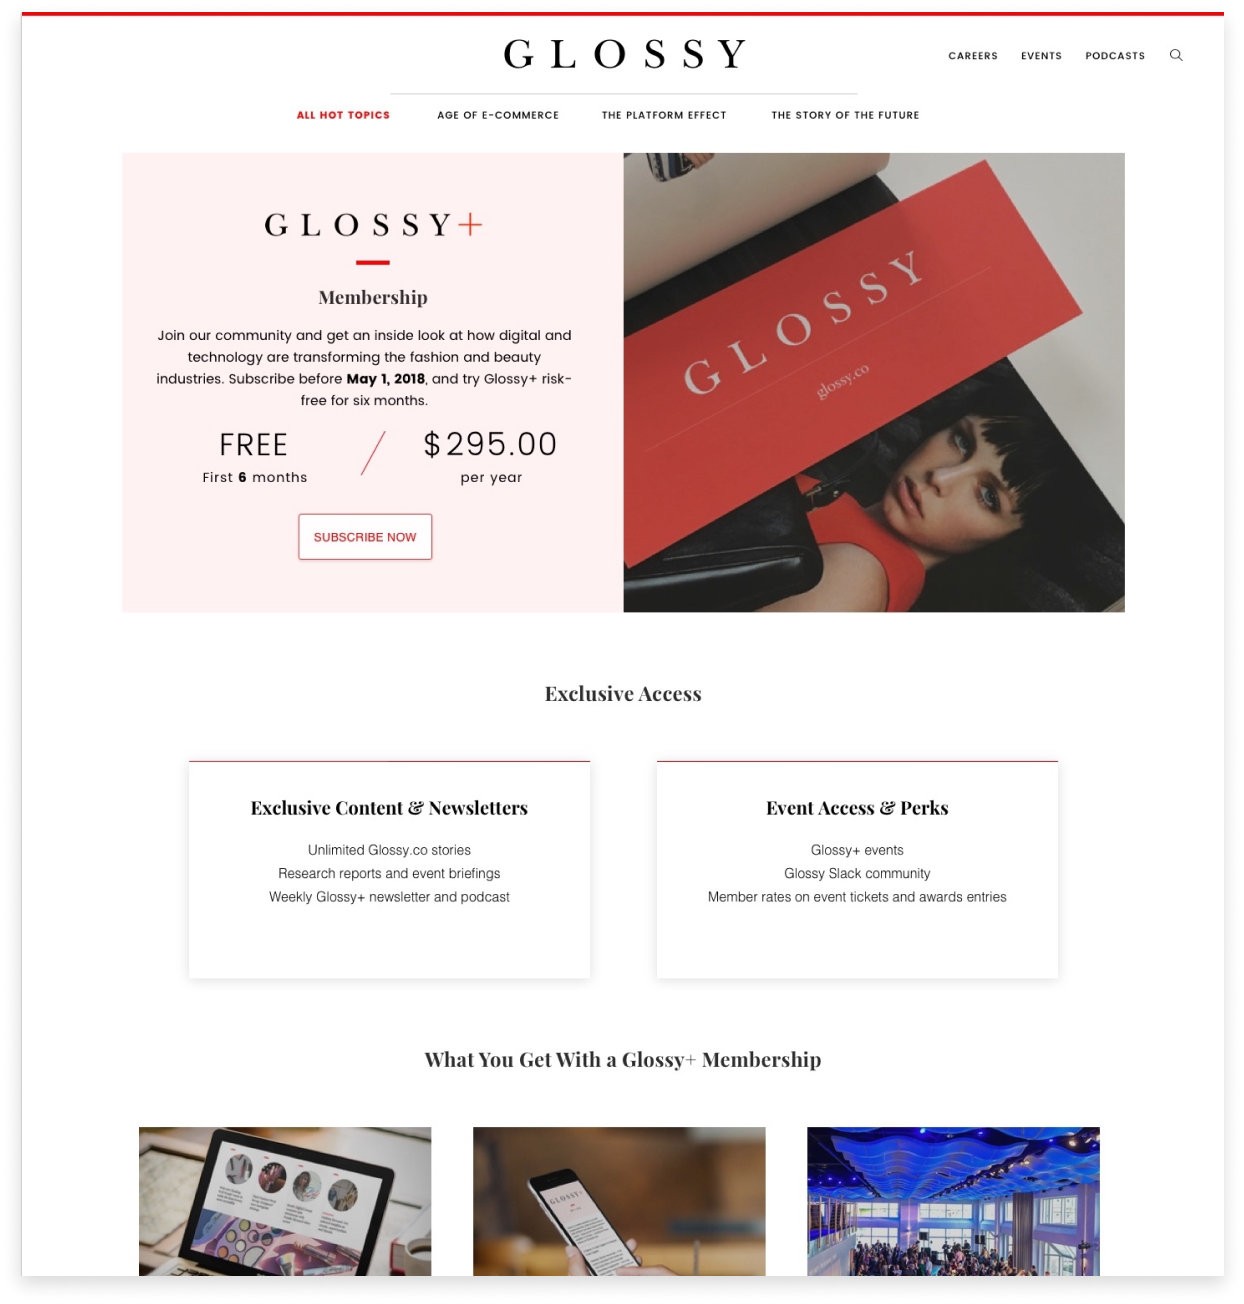 GLOSSY
CAREERS EVENTS PODCASTS
ALL HOT TOPICS AGE OF E-COMMERCE THE PLATFORM EFFECT THE STORY OF THE FUTURE
GLOSSY+
Membership
Join our community and get an inside look at how digital and
technology are transforming the fashion and beauty
industries. Subscribe before May 1, 2018, and try Glossy+ risk-
free for six months.
FREE / $295.00
First 6 months per year
SUBSCRIBE NOW
GLOSSY
glossy.co
Exclusive Access
Exclusive Content & Newsletters
Unlimited Glossy.co stories
Research reports and event briefings
Weekly Glossy+ newsletter and podcast
Event Access & Perks
Glossy+ events
Glossy Slack community
Member rates on event tickets and awards entries
What You Get With a Glossy+ Membership
GLOSSY+